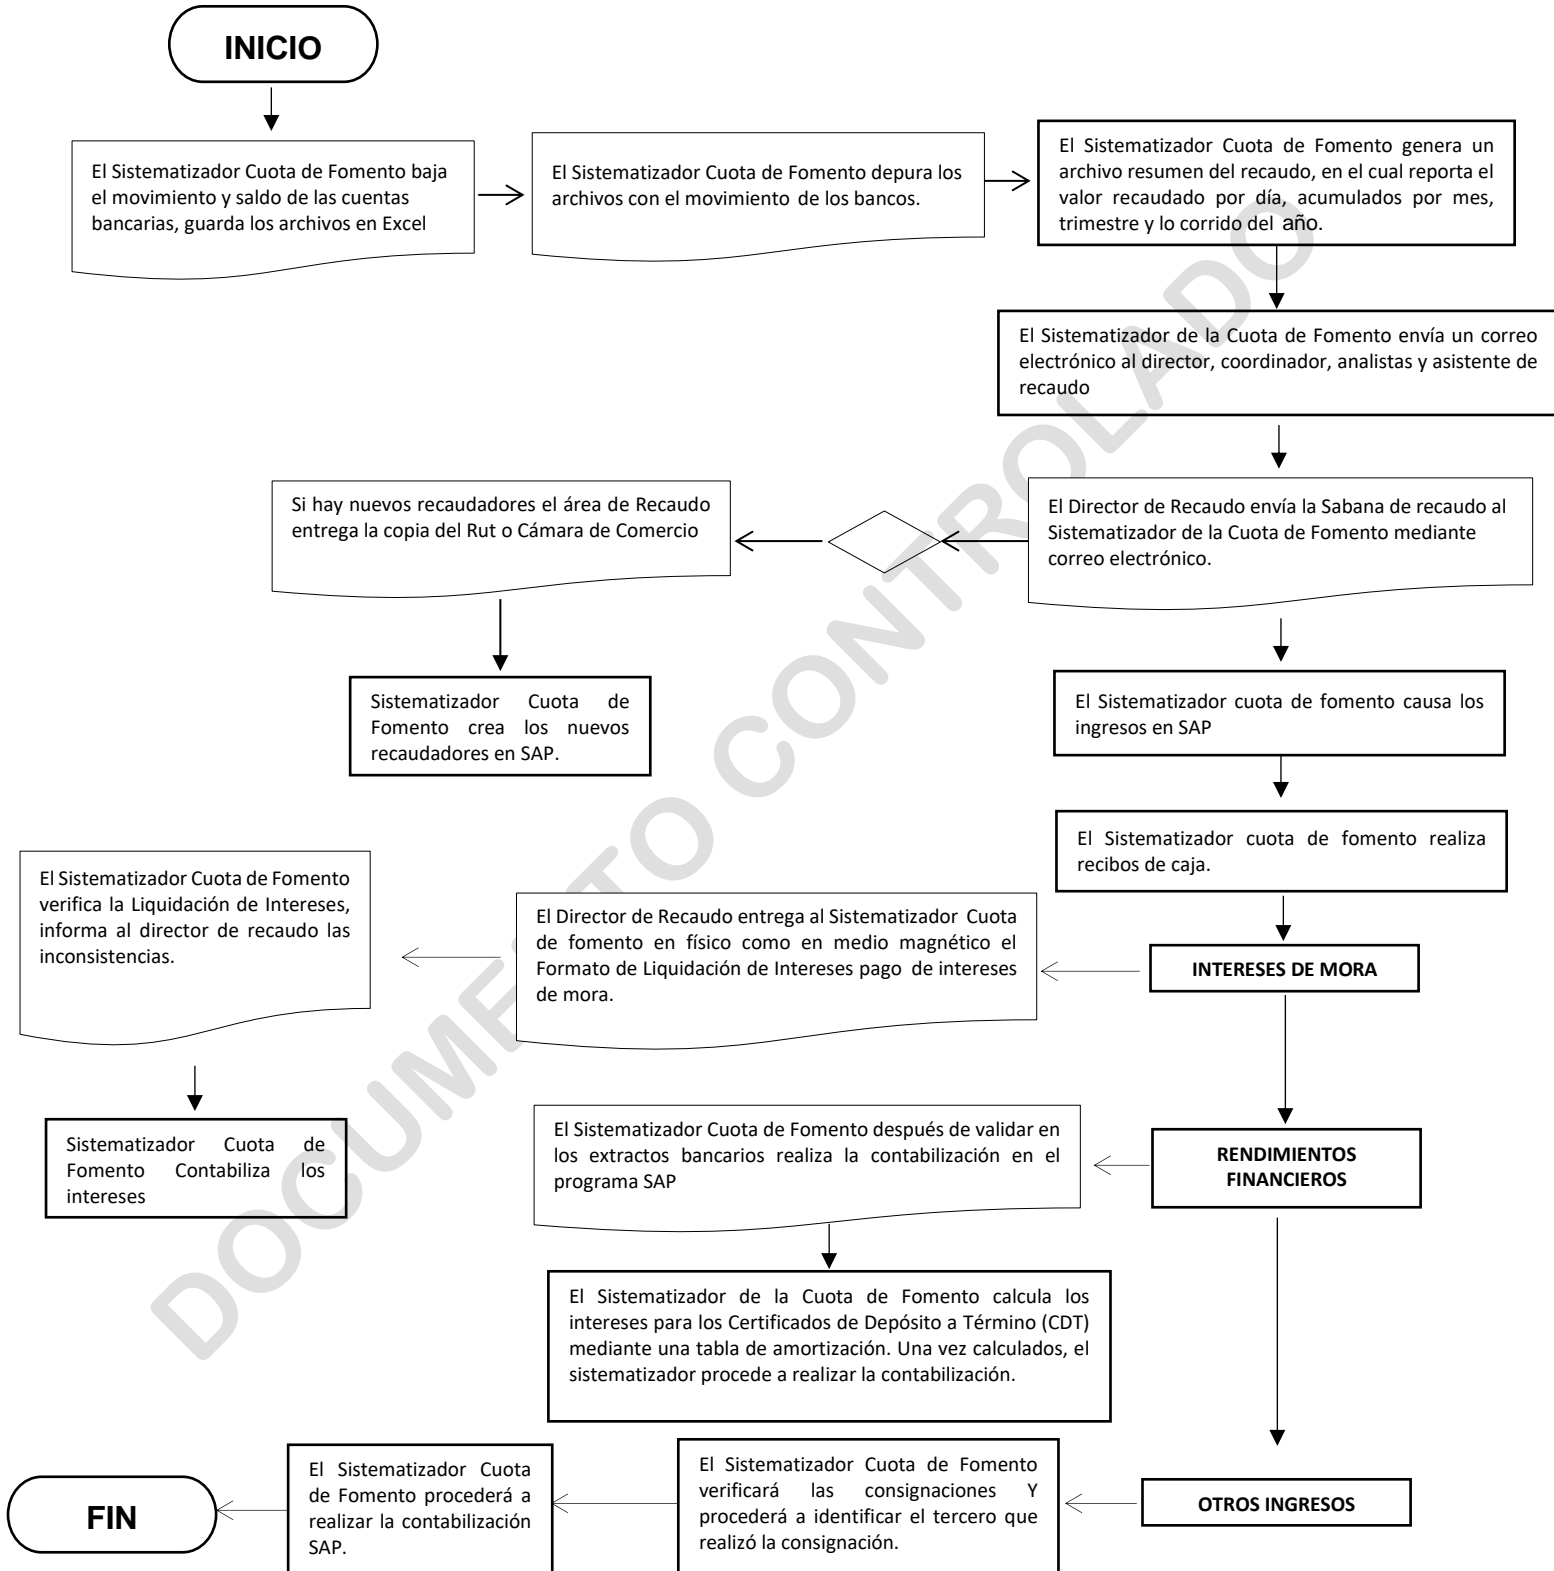 INICIO
El Sistematizador Cuota de Fomento baja
el movimiento y saldo de las cuentas
bancarias, guarda los archivos en Excel
El Sistematizador Cuota de Fomento depura los
archivos con el movimiento de los bancos.
El Sistematizador Cuota de Fomento genera un
archivo resumen del recaudo, en el cual reporta el
valor recaudado por día, acumulados por mes,
trimestre y lo corrido del año.
El Sistematizador de la Cuota de Fomento envía un correo
electrónico al director, coordinador, analistas y asistente de
recaudo
El Director de Recaudo envía la Sabana de recaudo al
Sistematizador de la Cuota de Fomento mediante
correo electrónico.
Si hay nuevos recaudadores el área de Recaudo
entrega la copia del Rut o Cámara de Comercio
Sistematizador Cuota de
Fomento crea los nuevos
recaudadores en SAP.
El Sistematizador cuota de fomento causa los
ingresos en SAP
El Sistematizador cuota de fomento realiza
recibos de caja.
INTERESES DE MORA
El Director de Recaudo entrega al Sistematizador Cuota
de fomento en físico como en medio magnético el
Formato de Liquidación de Intereses pago de intereses
de mora.
El Sistematizador Cuota de Fomento
verifica la Liquidación de Intereses,
informa al director de recaudo las
inconsistencias.
Sistematizador Cuota de
Fomento Contabiliza los
intereses
RENDIMIENTOS
FINANCIEROS
El Sistematizador Cuota de Fomento después de validar en
los extractos bancarios realiza la contabilización en el
programa SAP
El Sistematizador de la Cuota de Fomento calcula los
intereses para los Certificados de Depósito a Término (CDT)
mediante una tabla de amortización. Una vez calculados, el
sistematizador procede a realizar la contabilización.
OTROS INGRESOS
El Sistematizador Cuota de Fomento
verificará las consignaciones Y
procederá a identificar el tercero que
realizó la consignación.
El Sistematizador Cuota
de Fomento procederá a
realizar la contabilización
SAP.
FIN
DOCUMENTO CONTROLADO